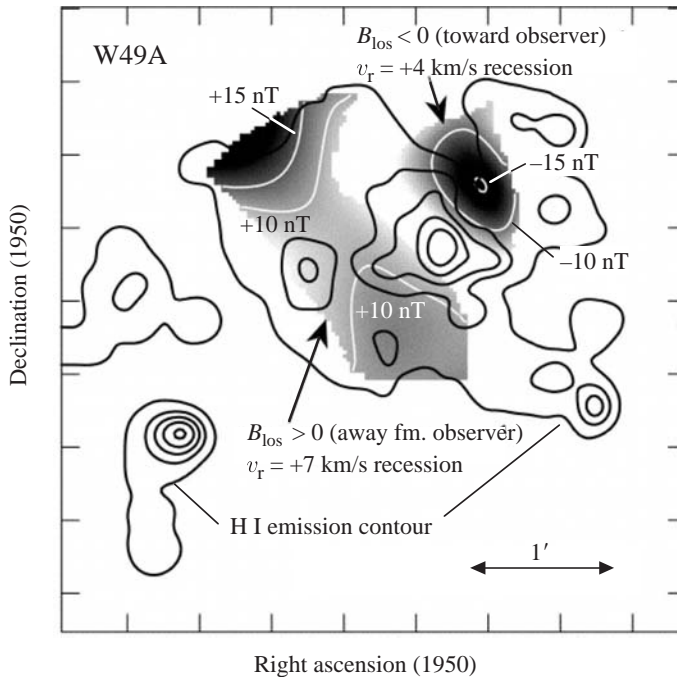 W49A
B_los < 0 (toward observer)
v_r = +4 km/s recession
+15 nT
–15 nT
+10 nT
–10 nT
+10 nT
B_los > 0 (away fm. observer)
v_r = +7 km/s recession
H I emission contour
1′
Declination (1950)
Right ascension (1950)